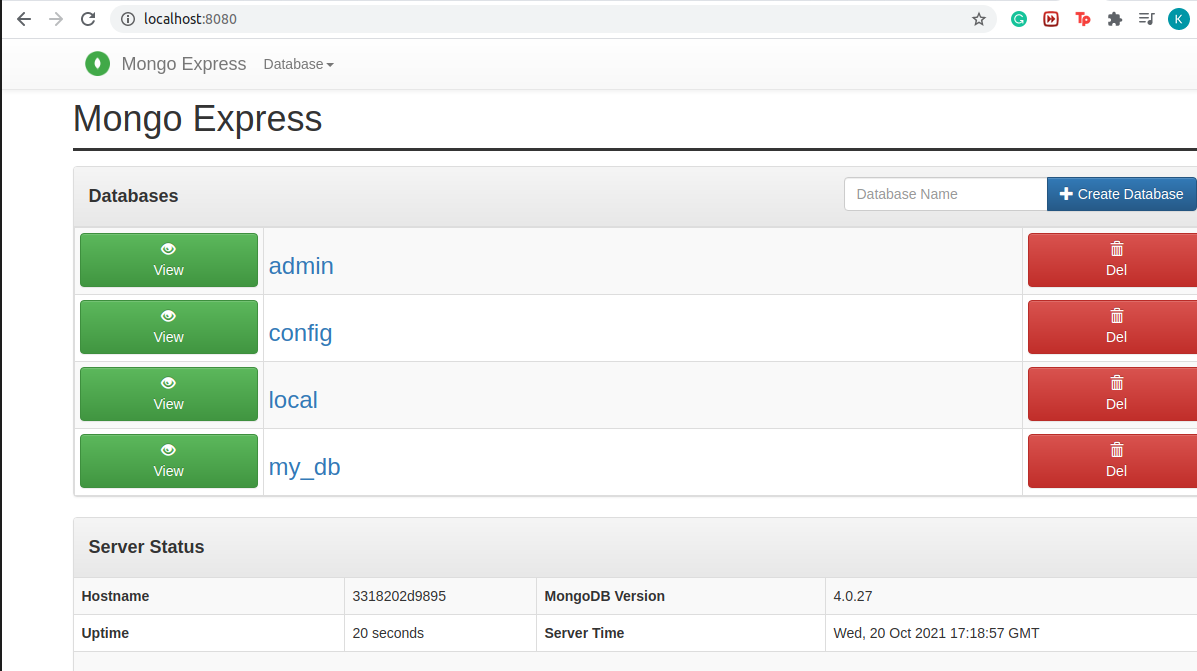 localhost:8080
K
Mongo Express Database
Mongo Express
Databases Database Name Create Database
View admin Del
View config Del
View local Del
View my_db Del
Server Status
Hostname 3318202d9895 MongoDB Version 4.0.27
Uptime 20 seconds Server Time Wed, 20 Oct 2021 17:18:57 GMT